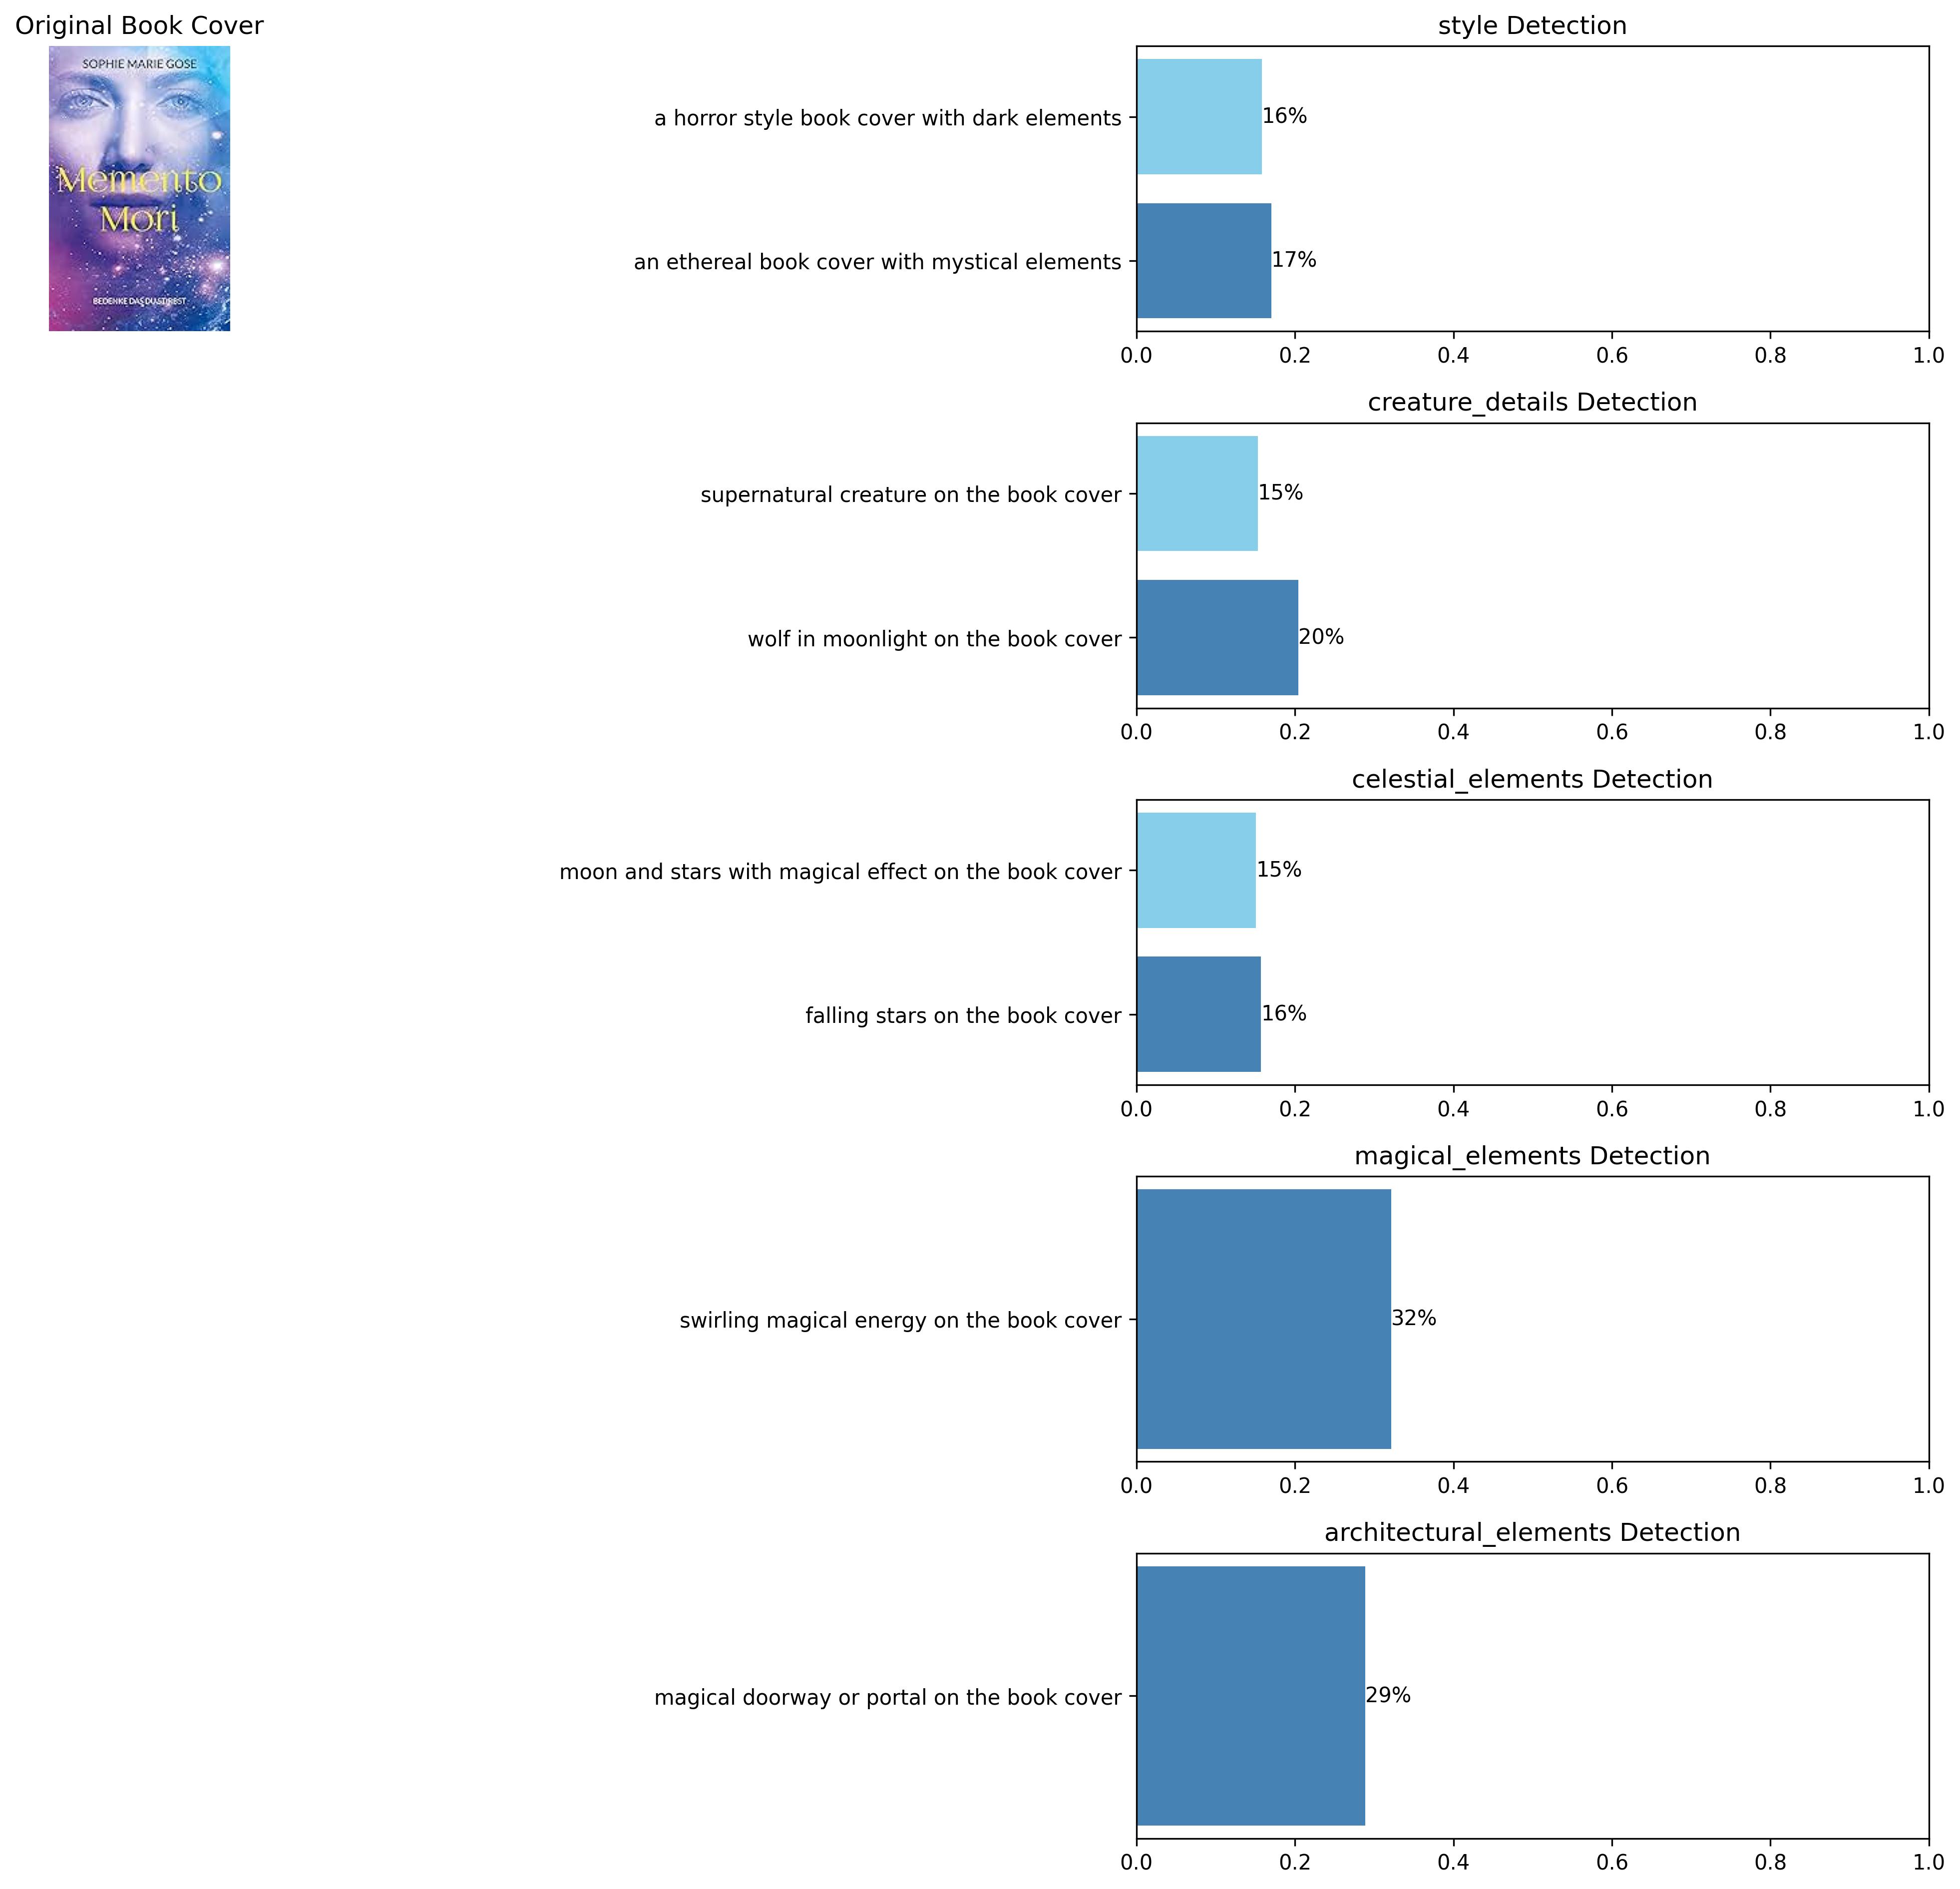 Original Book Cover
SOPHIE MARIE GOSE
Memento
Mori
BEDENKE DAS DU STIRBST
style Detection
a horror style book cover with dark elements
16%
an ethereal book cover with mystical elements
17%
0.0 0.2 0.4 0.6 0.8 1.0
creature_details Detection
supernatural creature on the book cover
15%
wolf in moonlight on the book cover
20%
0.0 0.2 0.4 0.6 0.8 1.0
celestial_elements Detection
moon and stars with magical effect on the book cover
15%
falling stars on the book cover
16%
0.0 0.2 0.4 0.6 0.8 1.0
magical_elements Detection
swirling magical energy on the book cover
32%
0.0 0.2 0.4 0.6 0.8 1.0
architectural_elements Detection
magical doorway or portal on the book cover
29%
0.0 0.2 0.4 0.6 0.8 1.0